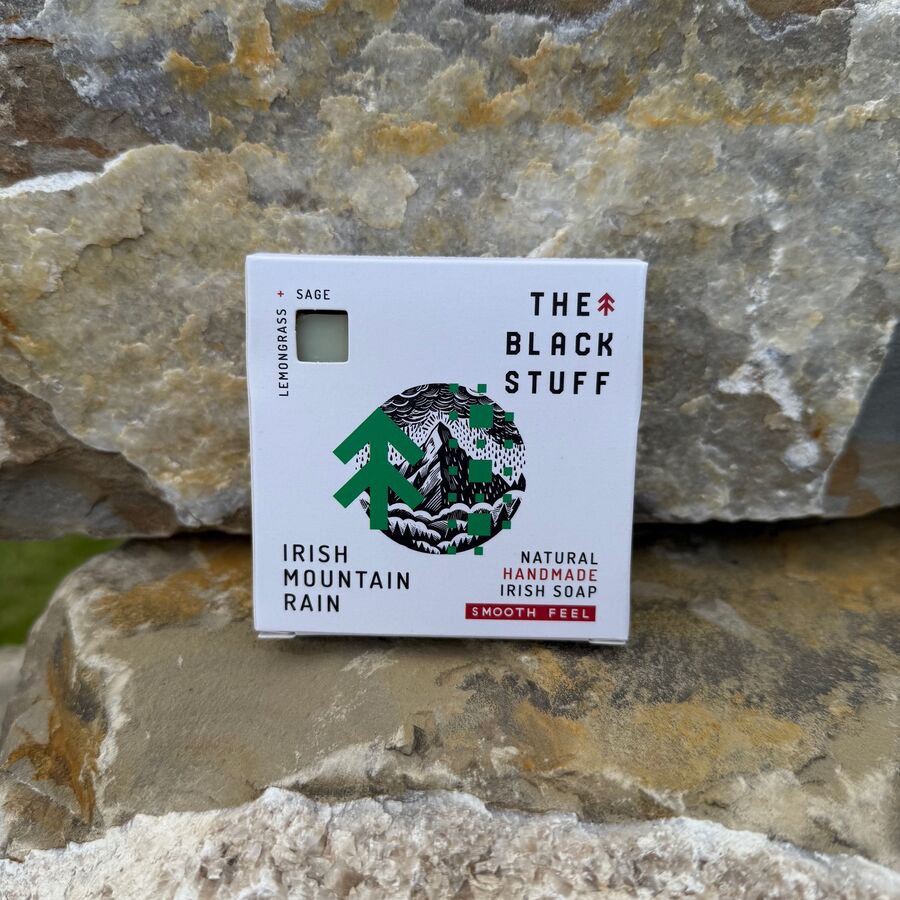 LEMONGRASS + SAGE
THE
BLACK
STUFF
IRISH
MOUNTAIN
RAIN
NATURAL
HANDMADE
IRISH SOAP
SMOOTH FEEL